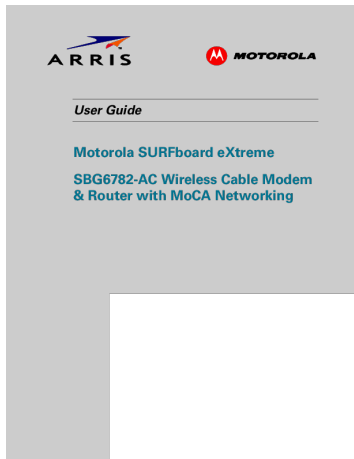 ARRIS
MOTOROLA
User Guide
Motorola SURFboard eXtreme
SBG6782-AC Wireless Cable Modem
& Router with MoCA Networking